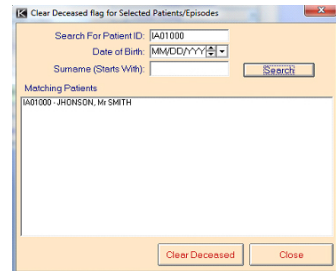 Clear Deceased flag for Selected Patients/Episodes
Search For Patient ID: IA01000
Date of Birth: MM/DD/YYY
Surname (Starts With): Search
Matching Patients
IA01000 - JHONSON, Mr SMITH
Clear Deceased Close